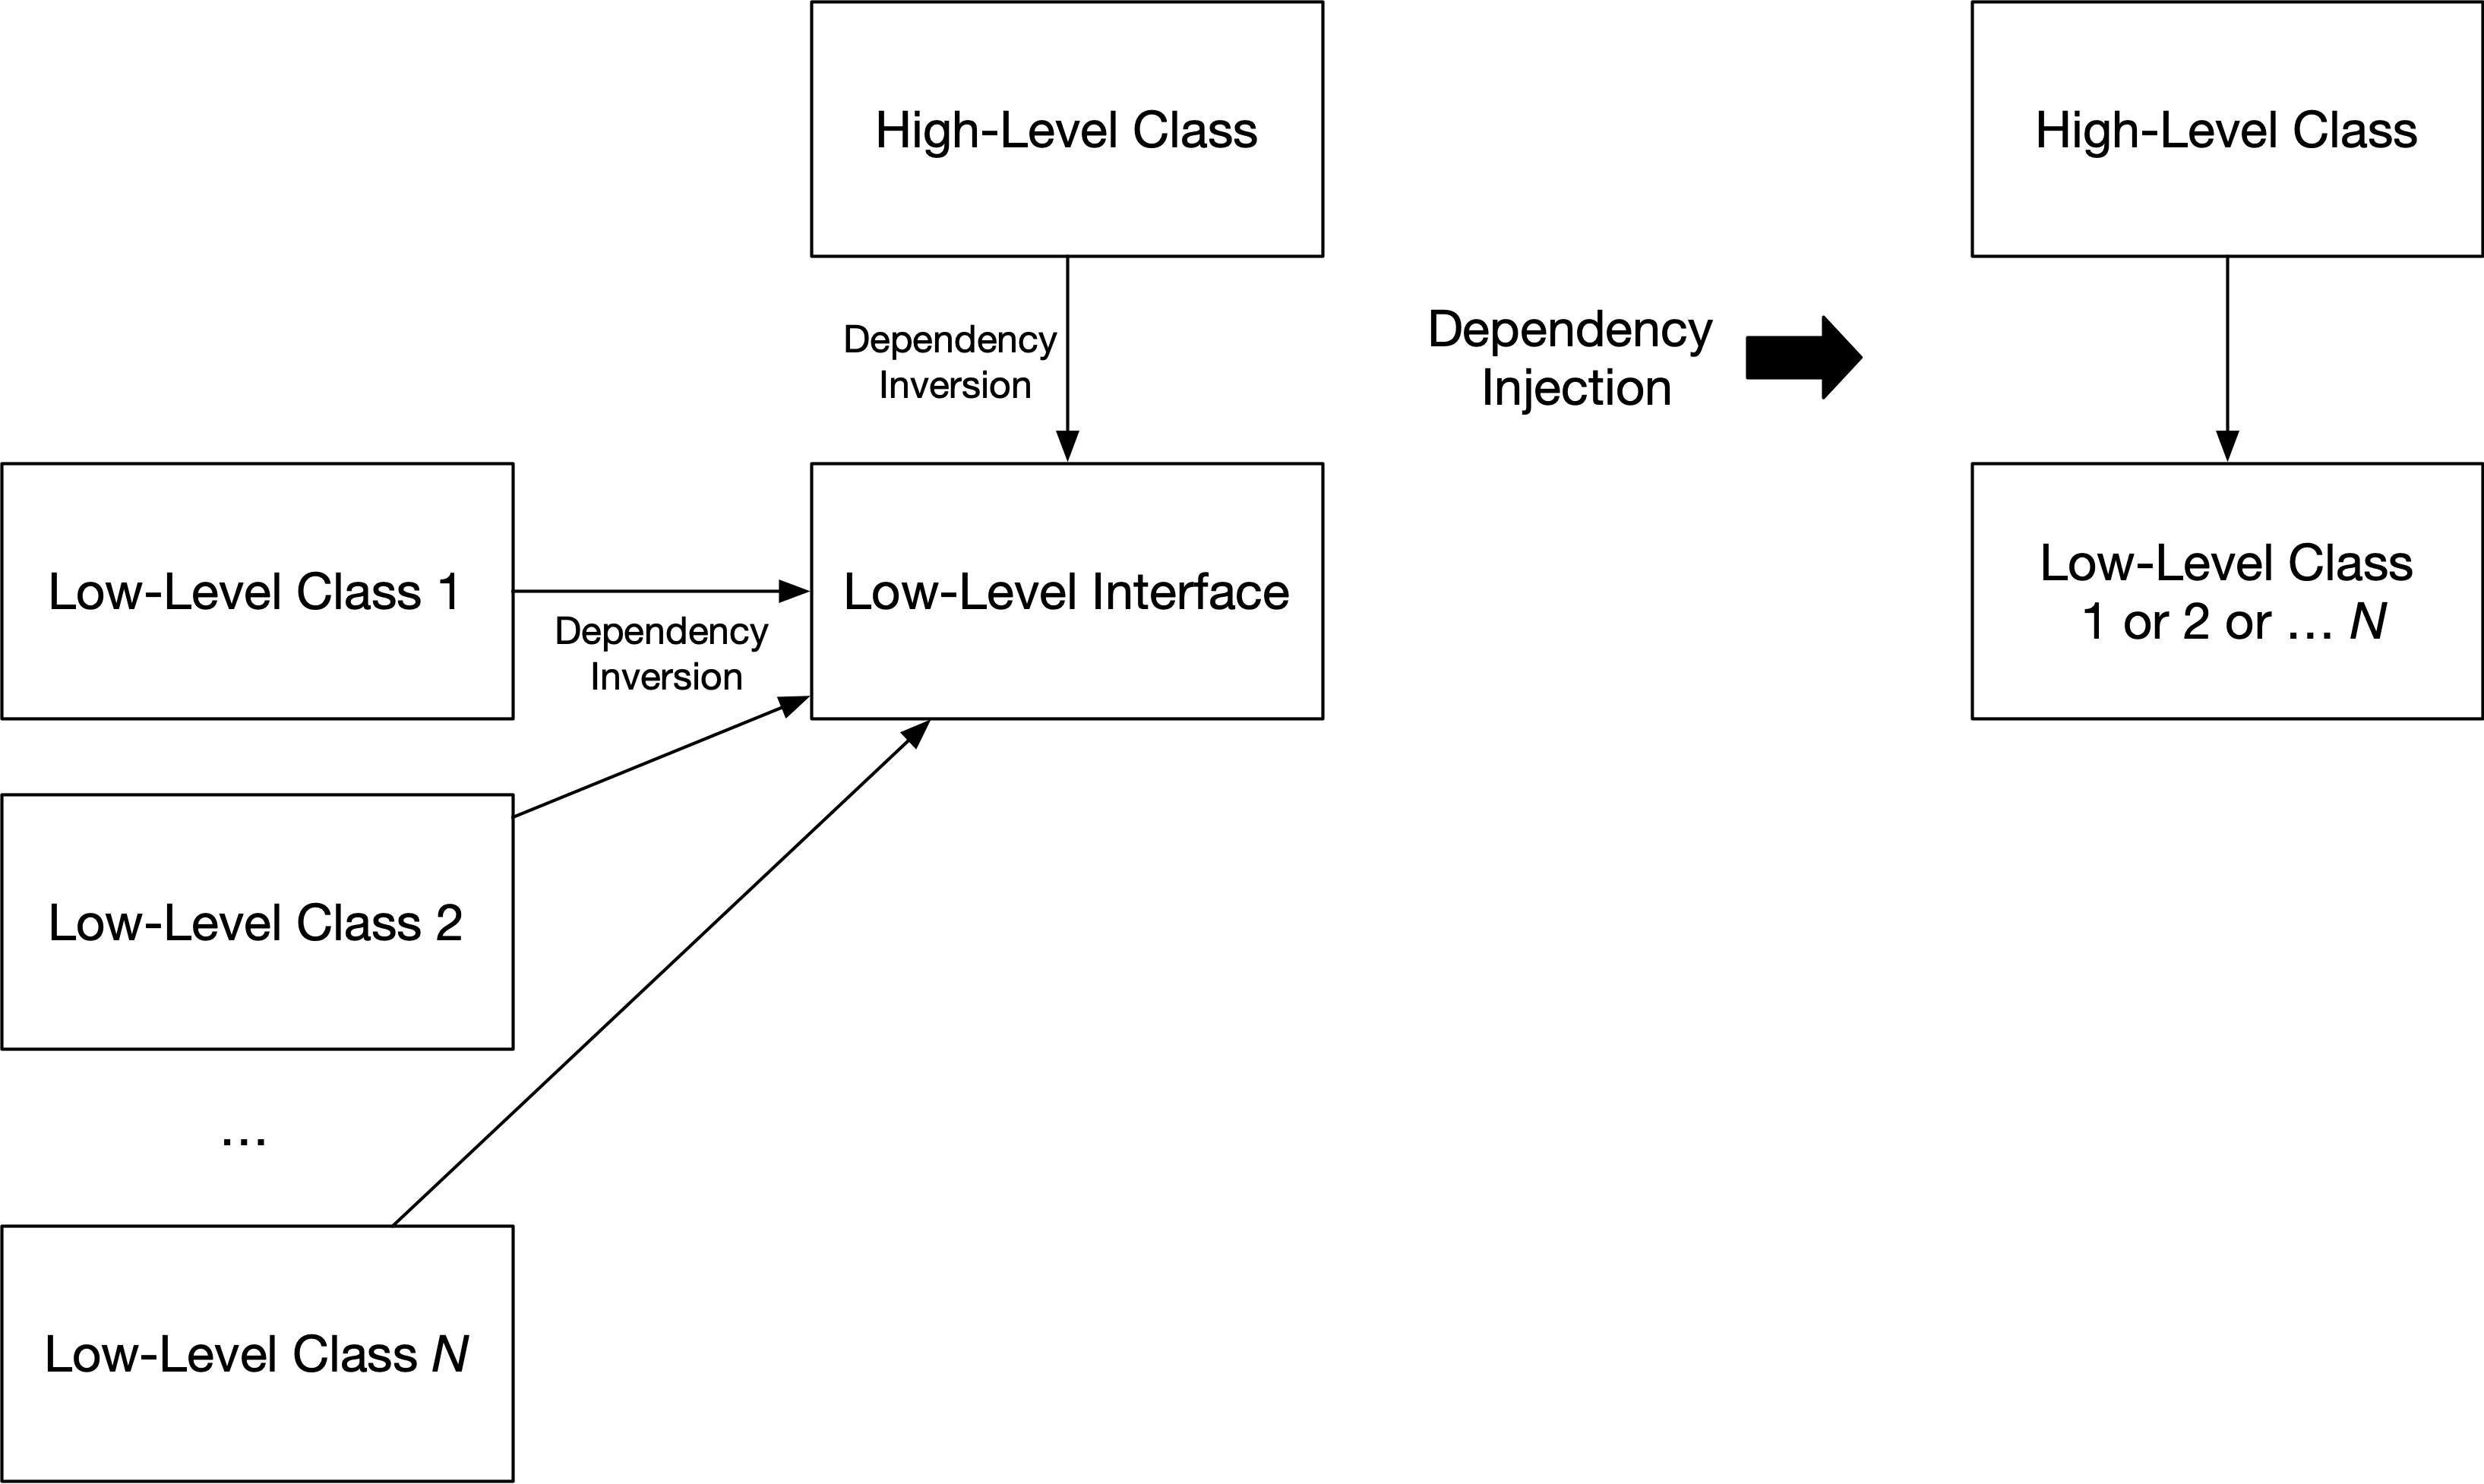 High-Level Class
High-Level Class
Dependency
Inversion
Dependency
Injection
Low-Level Class 1
Dependency
Inversion
Low-Level Interface
Low-Level Class
1 or 2 or ... N
Low-Level Class 2
...
Low-Level Class N